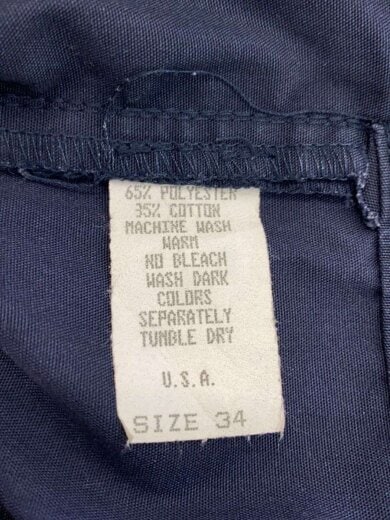 65% POLYESTER
35% COTTON
MACHINE WASH
WARM
NO BLEACH
WASH DARK
COLORS
SEPARATELY
TUMBLE DRY
U.S.A.
SIZE 34